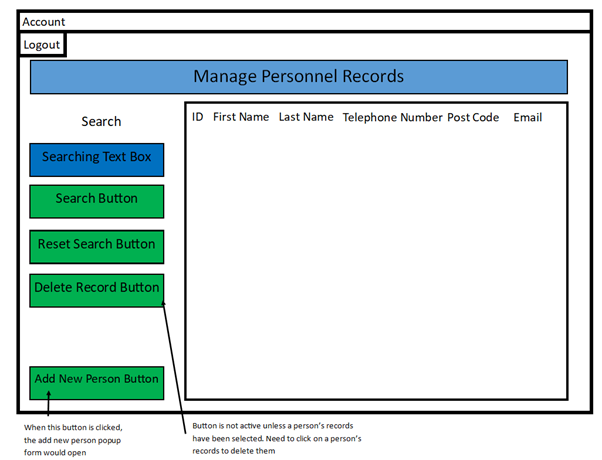 Account
Logout
Manage Personnel Records
Search
ID First Name Last Name Telephone Number Post Code Email
Searching Text Box
Search Button
Reset Search Button
Delete Record Button
Add New Person Button
When this button is clicked,
the add new person popup
form would open
Button is not active unless a person's records
have been selected. Need to click on a person's
records to delete them